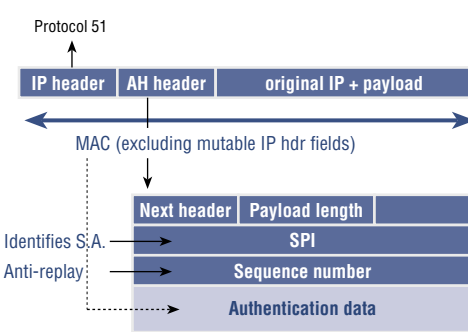 Protocol 51
IP header AH header original IP + payload
MAC (excluding mutable IP hdr fields)
Next header Payload length
Identifies S.A. SPI
Anti-replay Sequence number
Authentication data